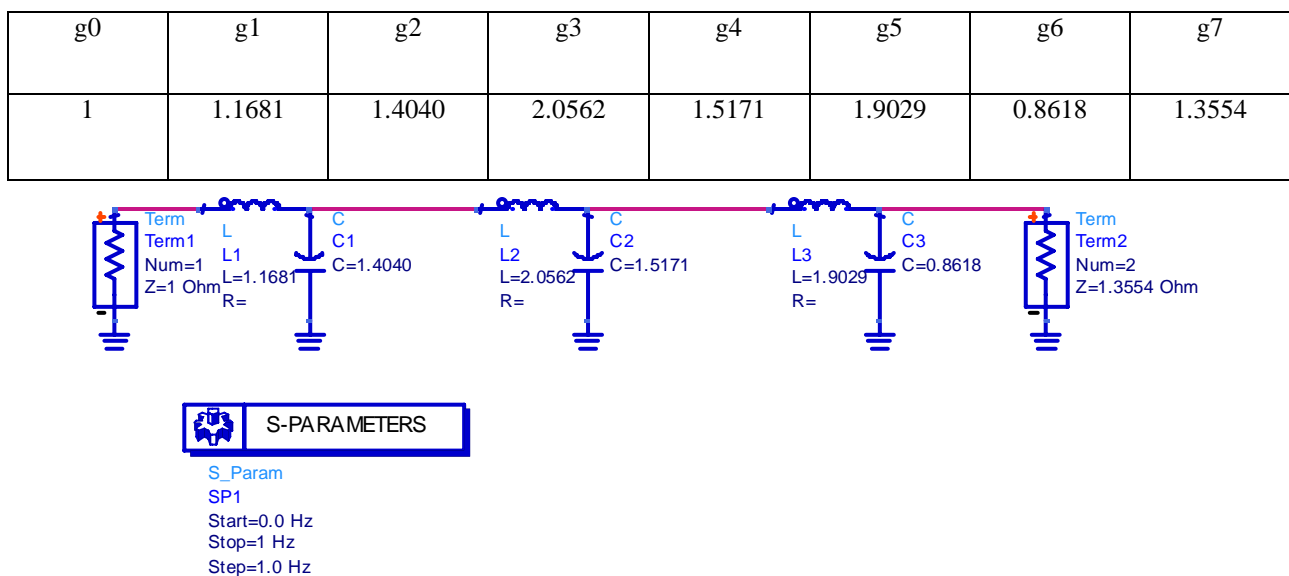 g0 g1 g2 g3 g4 g5 g6 g7
1 1.1681 1.4040 2.0562 1.5171 1.9029 0.8618 1.3554
Term
Term1
Num=1
Z=1 Ohm
L
L1
L=1.1681
R=
C
C1
C=1.4040
L
L2
L=2.0562
R=
C
C2
C=1.5171
L
L3
L=1.9029
R=
C
C3
C=0.8618
Term
Term2
Num=2
Z=1.3554 Ohm
S-PARAMETERS
S_Param
SP1
Start=0.0 Hz
Stop=1 Hz
Step=1.0 Hz